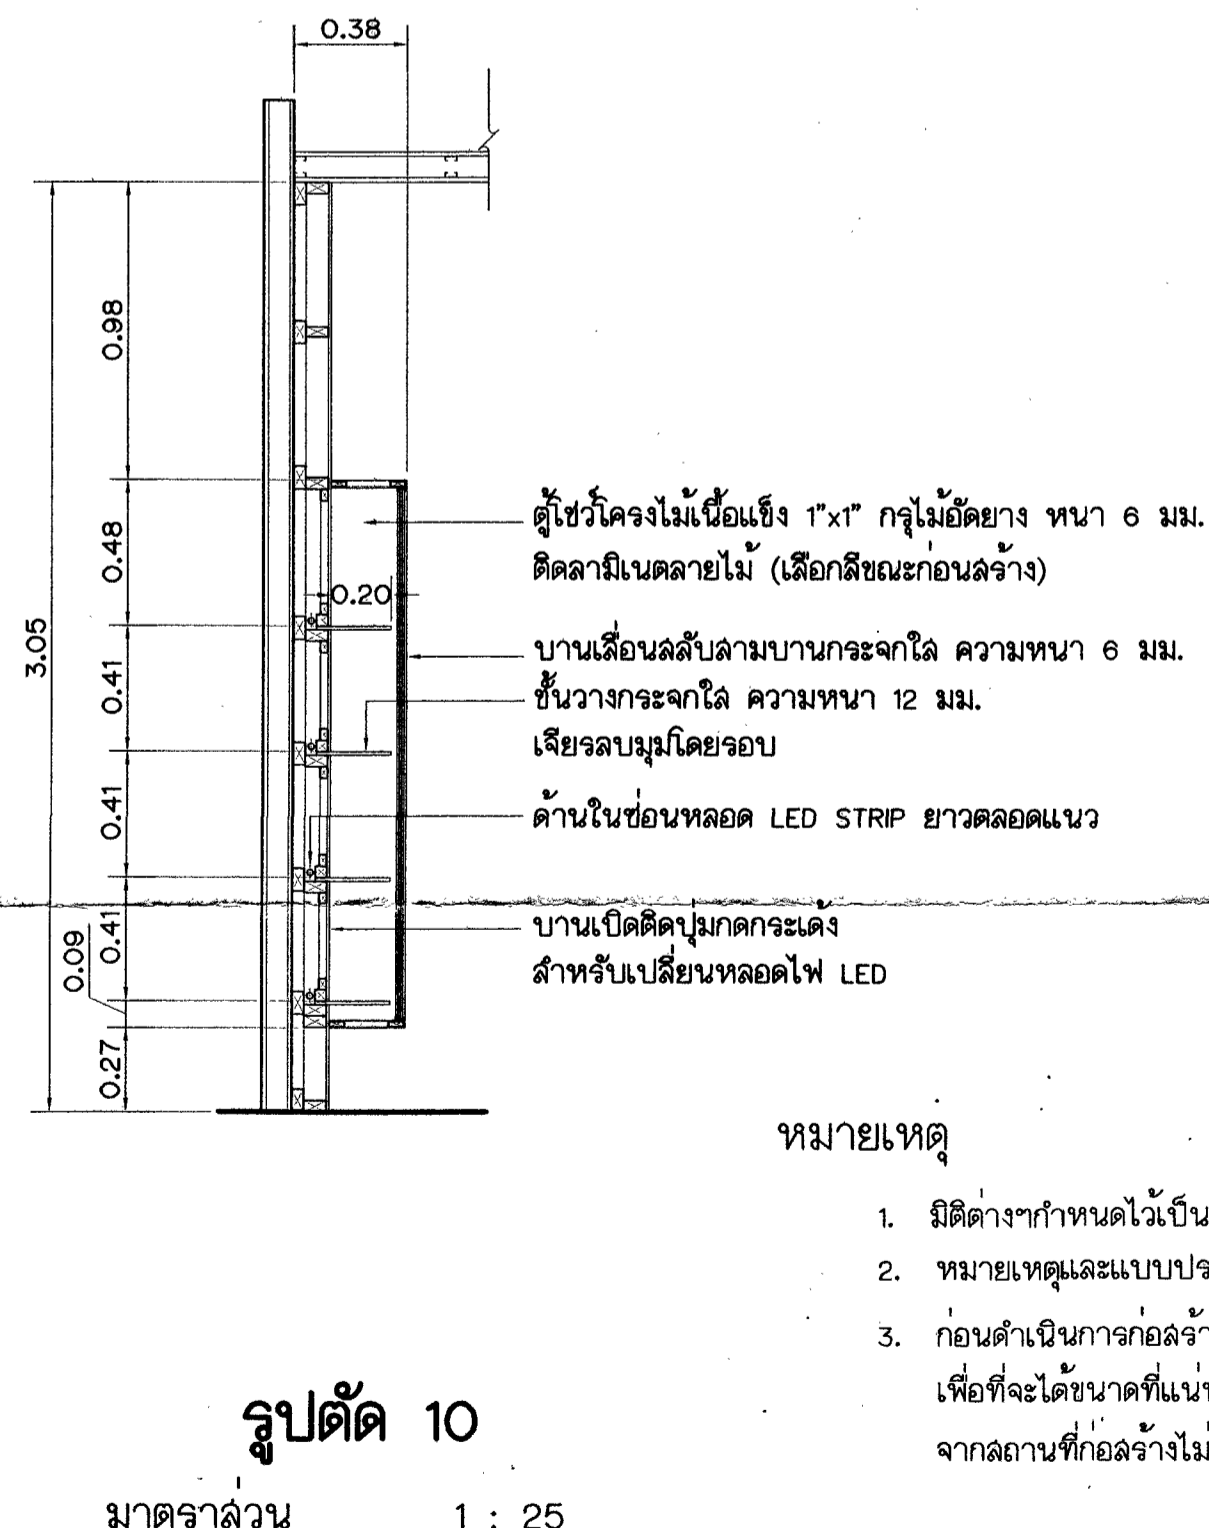 0.38
0.98
0.48
0.20
3.05
0.41
0.41
0.41
0.09
0.27
ตู้โชว์โครงไม้เนื้อแข็ง 1"x1" กรุไม้อัดยาง หนา 6 มม.
ติดลามิเนตลายไม้ (เลือกสีขณะก่อนสร้าง)
บานเลื่อนสลับสามบานกระจกใส ความหนา 6 มม.
ชั้นวางกระจกใส ความหนา 12 มม.
เจียรลบมุมโดยรอบ
ด้านในซ่อนหลอด LED STRIP ยาวตลอดแนว
บานเปิดติดปุ่มกดกระเด้ง
สำหรับเปลี่ยนหลอดไฟ LED
หมายเหตุ
1. มิติต่างๆกำหนดไว้เป็น
2. หมายเหตุและแบบปร
3. ก่อนดำเนินการก่อสร้า
เพื่อที่จะได้ขนาดที่แน่
จากสถานที่ก่อสร้างไม่
รูปตัด 10
มาตราส่วน 1 : 25